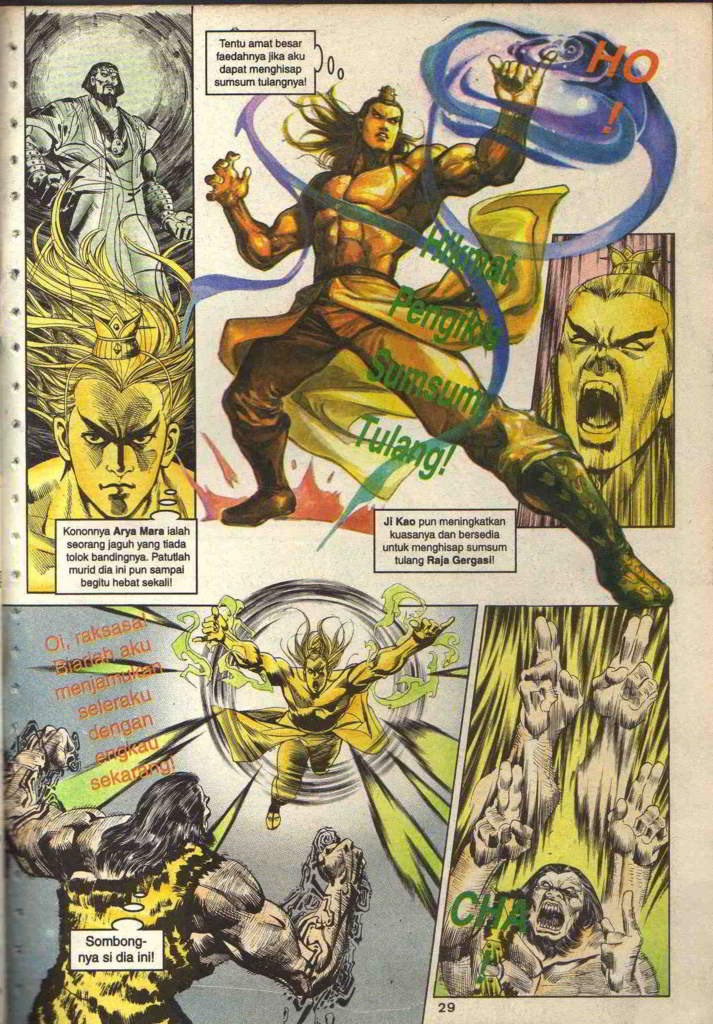 Tentu amat besar
faedahnya jika aku
dapat menghisap
sumsum tulangnya!
HO
!
Hikmat
Pengikis
Sumsum
Tulang!
Kononnya Arya Mara ialah
seorang jaguh yang tiada
tolok bandingnya. Patutlah
murid dia ini pun sampai
begitu hebat sekali!
Ji Kao pun meningkatkan
kuasanya dan bersedia
untuk menghisap sumsum
tulang Raja Gergasi!
Oi, raksasa!
Biarlah aku
menjamukan
seleraku
dengan
engkau
sekarang!
Sombong-
nya si dia ini!
CHA
!
29